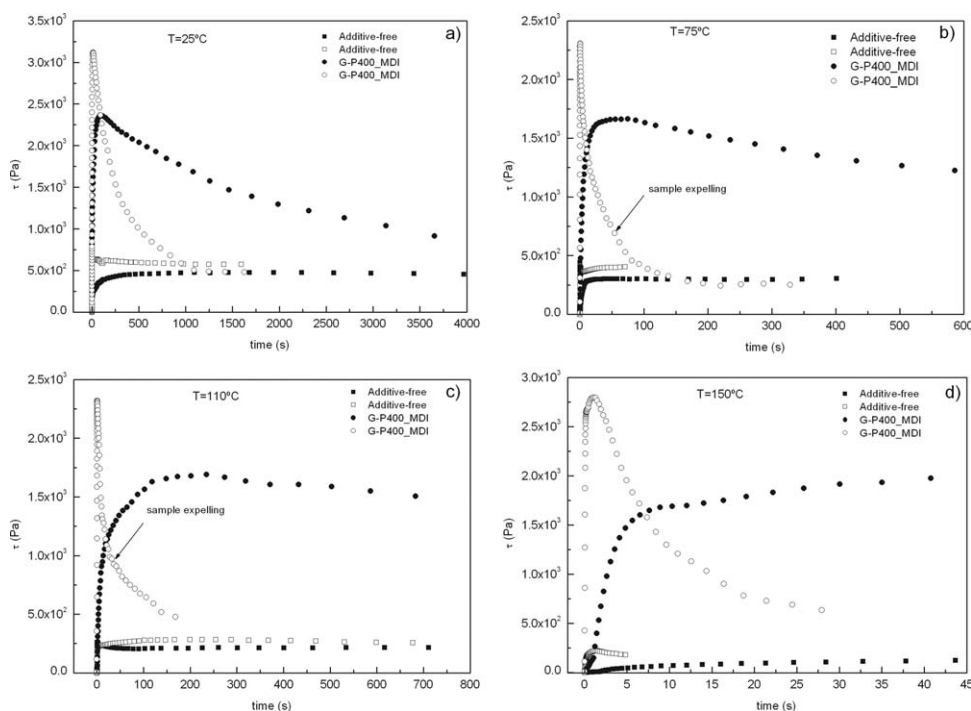 T=25ºC
a)
Additive-free
Additive-free
G-P400_MDI
G-P400_MDI
3.5x10³
3.0x10³
2.5x10³
2.0x10³
1.5x10³
1.0x10³
5.0x10²
0.0
τ (Pa)
0 500 1000 1500 2000 2500 3000 3500 4000
time (s)
T=75ºC
b)
Additive-free
Additive-free
G-P400_MDI
G-P400_MDI
sample expelling
2.5x10³
2.0x10³
1.5x10³
1.0x10³
5.0x10²
0.0
τ (Pa)
0 100 200 300 400 500 600
time (s)
T=110ºC
c)
Additive-free
Additive-free
G-P400_MDI
G-P400_MDI
sample expelling
2.5x10³
2.0x10³
1.5x10³
1.0x10³
5.0x10²
0.0
τ (Pa)
0 100 200 300 400 500 600 700 800
time (s)
T=150ºC
d)
Additive-free
Additive-free
G-P400_MDI
G-P400_MDI
3.0x10³
2.5x10³
2.0x10³
1.5x10³
1.0x10³
5.0x10²
0.0
τ (Pa)
0 5 10 15 20 25 30 35 40 45
time (s)